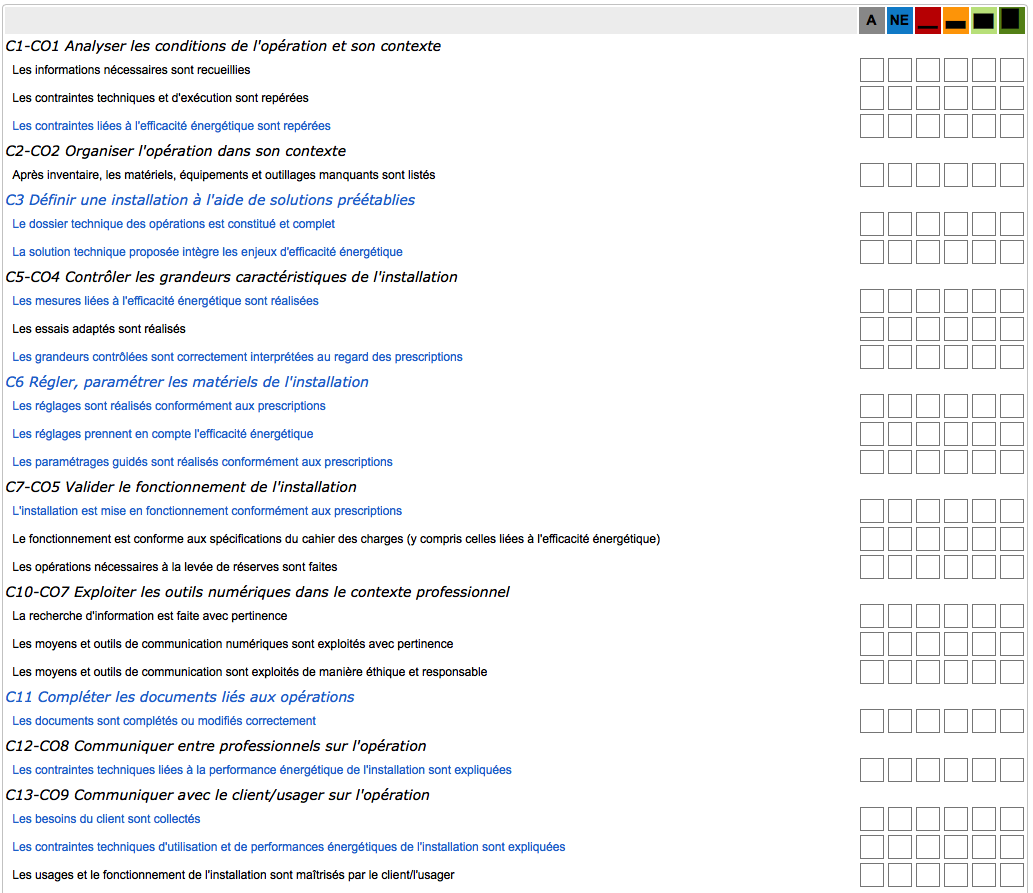 A NE
C1-CO1 Analyser les conditions de l'opération et son contexte
Les informations nécessaires sont recueillies
Les contraintes techniques et d'exécution sont repérées
Les contraintes liées à l'efficacité énergétique sont repérées
C2-CO2 Organiser l'opération dans son contexte
Après inventaire, les matériels, équipements et outillages manquants sont listés
C3 Définir une installation à l'aide de solutions préétablies
Le dossier technique des opérations est constitué et complet
La solution technique proposée intègre les enjeux d'efficacité énergétique
C5-CO4 Contrôler les grandeurs caractéristiques de l'installation
Les mesures liées à l'efficacité énergétique sont réalisées
Les essais adaptés sont réalisés
Les grandeurs contrôlées sont correctement interprétées au regard des prescriptions
C6 Régler, paramétrer les matériels de l'installation
Les réglages sont réalisés conformément aux prescriptions
Les réglages prennent en compte l'efficacité énergétique
Les paramétrages guidés sont réalisés conformément aux prescriptions
C7-CO5 Valider le fonctionnement de l'installation
L'installation est mise en fonctionnement conformément aux prescriptions
Le fonctionnement est conforme aux spécifications du cahier des charges (y compris celles liées à l'efficacité énergétique)
Les opérations nécessaires à la levée de réserves sont faites
C10-CO7 Exploiter les outils numériques dans le contexte professionnel
La recherche d'information est faite avec pertinence
Les moyens et outils de communication numériques sont exploités avec pertinence
Les moyens et outils de communication sont exploités de manière éthique et responsable
C11 Compléter les documents liés aux opérations
Les documents sont complétés ou modifiés correctement
C12-CO8 Communiquer entre professionnels sur l'opération
Les contraintes techniques liées à la performance énergétique de l'installation sont expliquées
C13-CO9 Communiquer avec le client/usager sur l'opération
Les besoins du client sont collectés
Les contraintes techniques d'utilisation et de performances énergétiques de l'installation sont expliquées
Les usages et le fonctionnement de l'installation sont maîtrisés par le client/l'usager